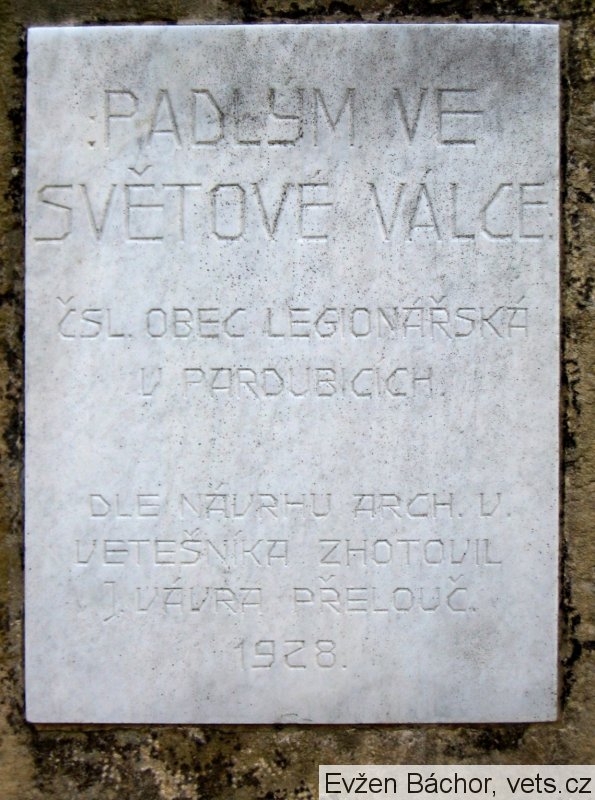 PADLÝM VE
SVĚTOVÉ VÁLCE.
ČSL. OBEC LEGIONÁŘSKÁ
V PARDUBICICH.
DLE NÁVRHU ARCH. V.
VETEŠNÍKA ZHOTOVIL
J. VÁVRA PŘELOUČ.
1928.
Evžen Báchor, vets.cz